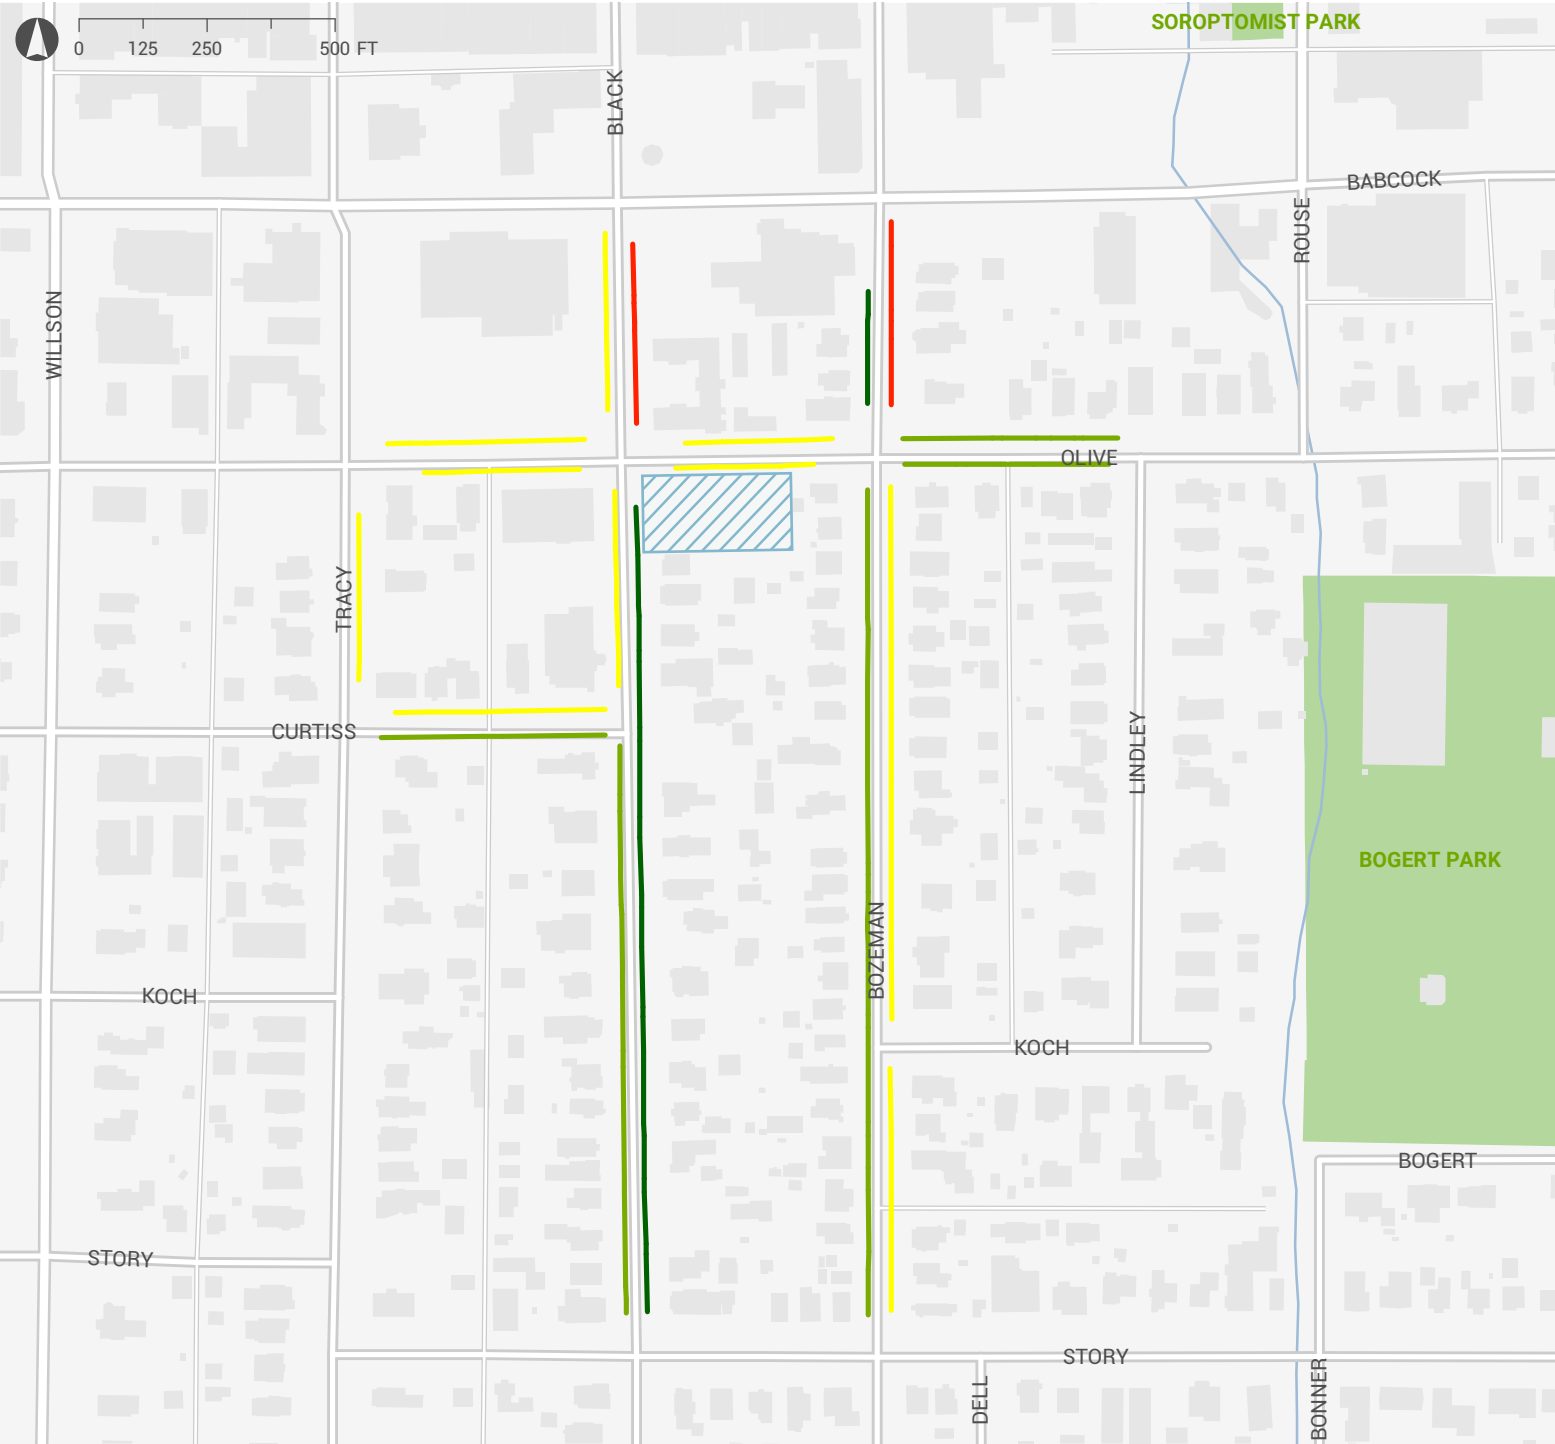 SOROPTOMIST PARK
0 125 250 500 FT
BLACK
BABCOCK
ROUSE
WILLSON
OLIVE
TRACY
CURTISS
LINDLEY
BOGERT PARK
BOZEMAN
KOCH
KOCH
BOGERT
STORY
STORY
DELL
BONNER